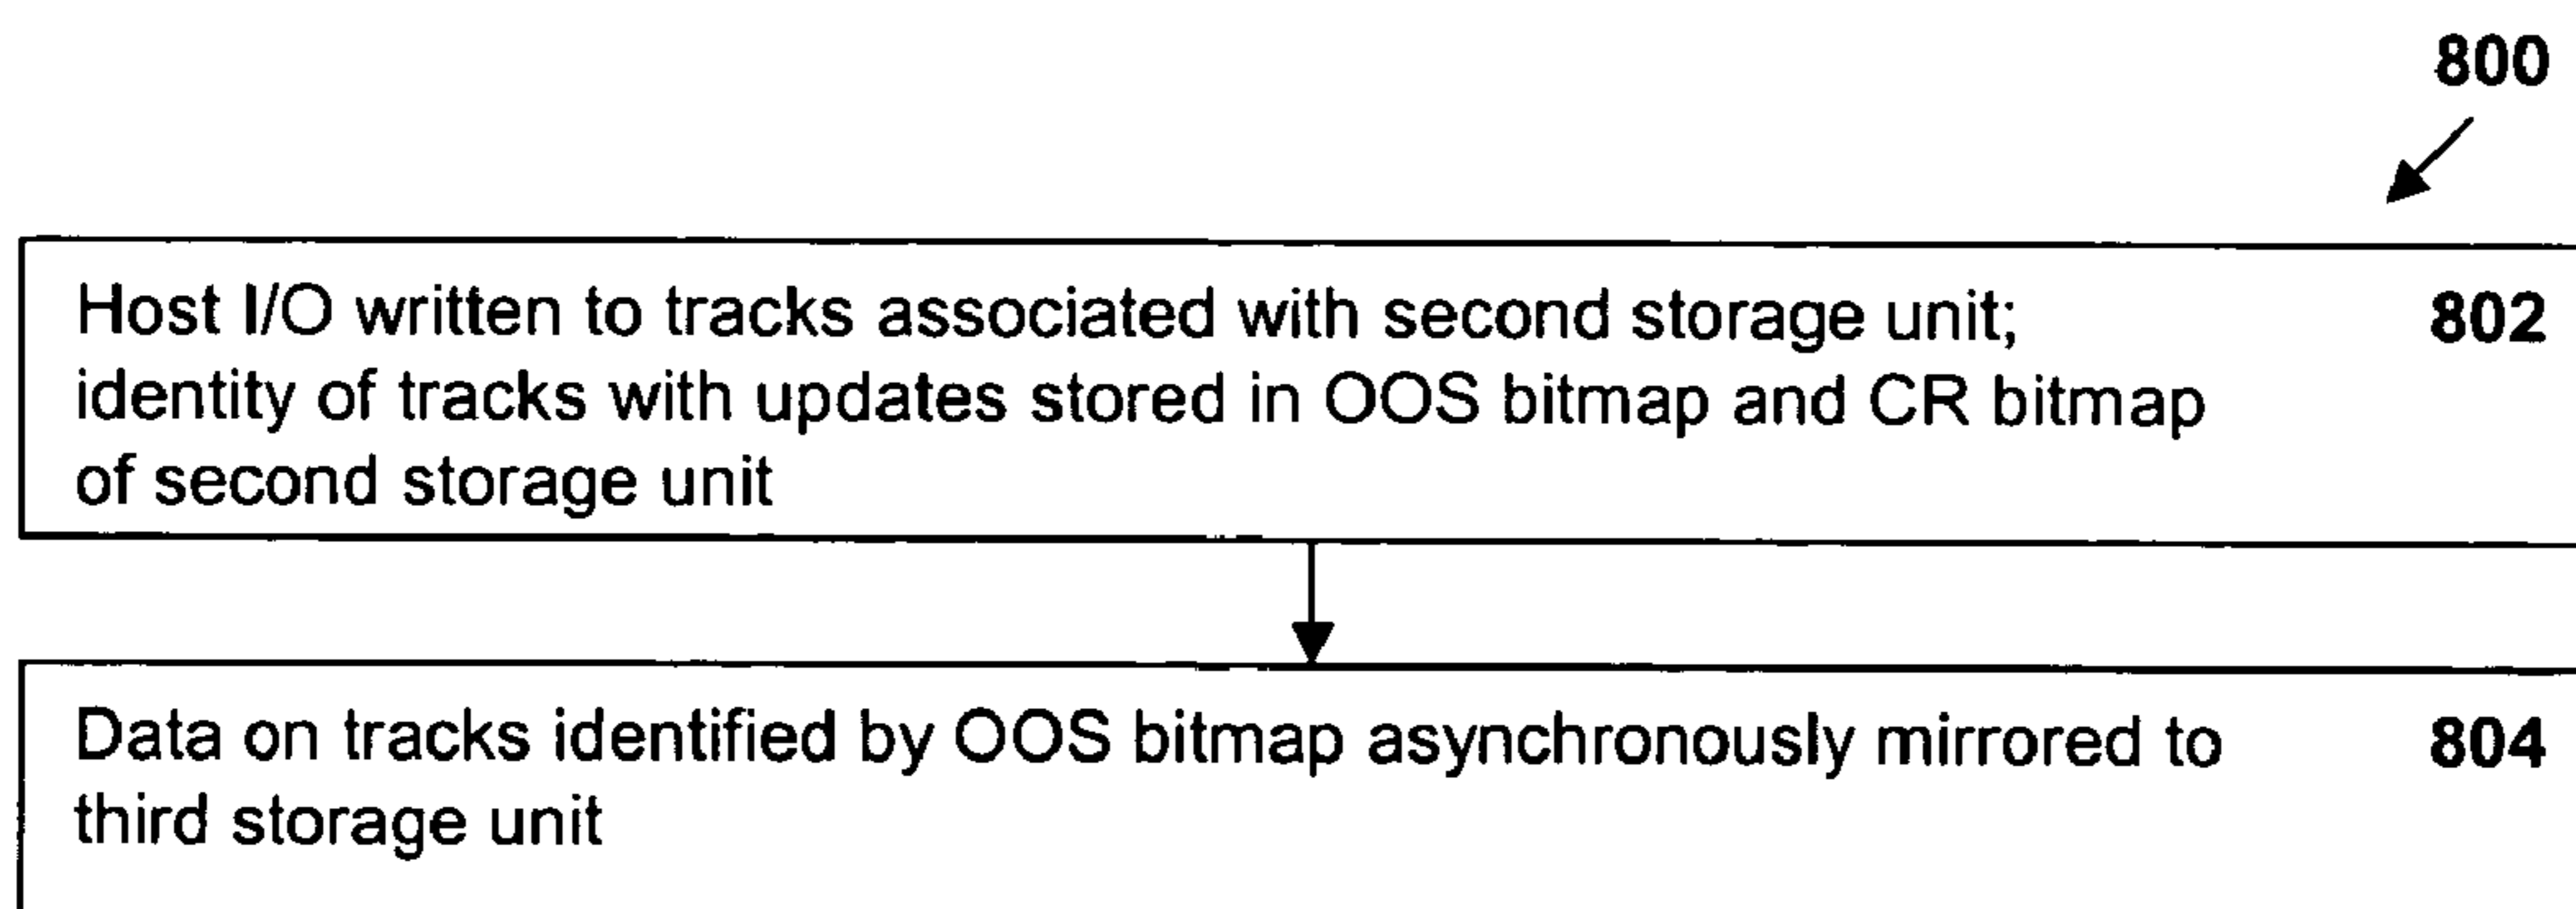 800
Host I/O written to tracks associated with second storage unit; 802
identity of tracks with updates stored in OOS bitmap and CR bitmap
of second storage unit
Data on tracks identified by OOS bitmap asynchronously mirrored to 804
third storage unit